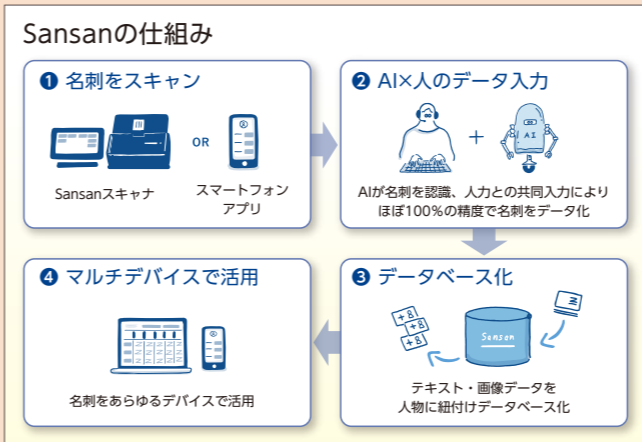 Sansanの仕組み
❶ 名刺をスキャン
OR
Sansanスキャナ
スマートフォン
アプリ
❷ AI×人のデータ入力
+
AI
AIが名刺を認識、人力との共同入力により
ほぼ100%の精度で名刺をデータ化
❸ データベース化
Sansan
テキスト・画像データを
人物に紐付けデータベース化
❹ マルチデバイスで活用
名刺をあらゆるデバイスで活用